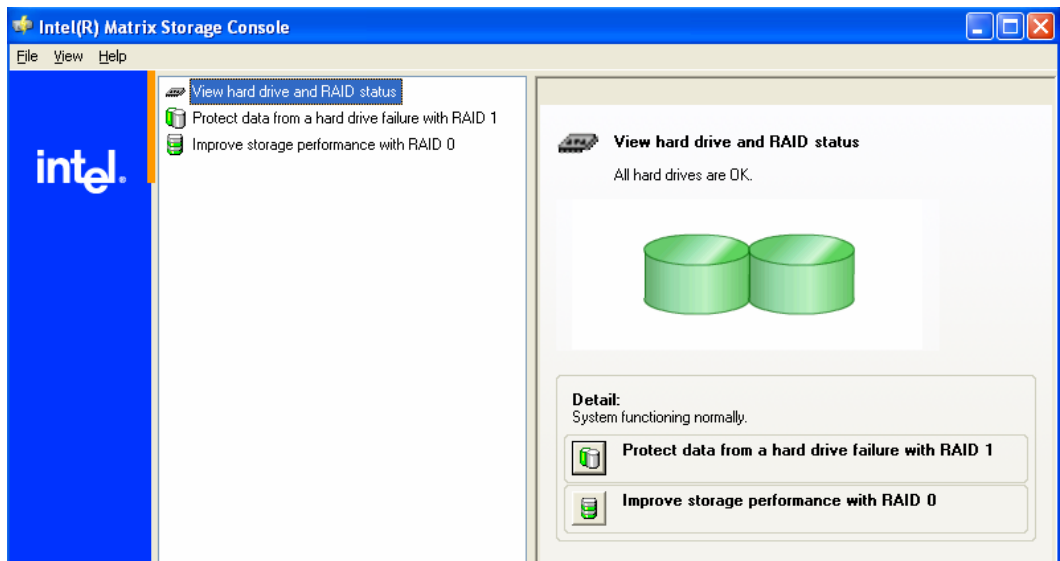 Intel(R) Matrix Storage Console
File View Help
intel.
View hard drive and RAID status
Protect data from a hard drive failure with RAID 1
Improve storage performance with RAID 0
View hard drive and RAID status
All hard drives are OK.
Detail:
System functioning normally.
Protect data from a hard drive failure with RAID 1
Improve storage performance with RAID 0